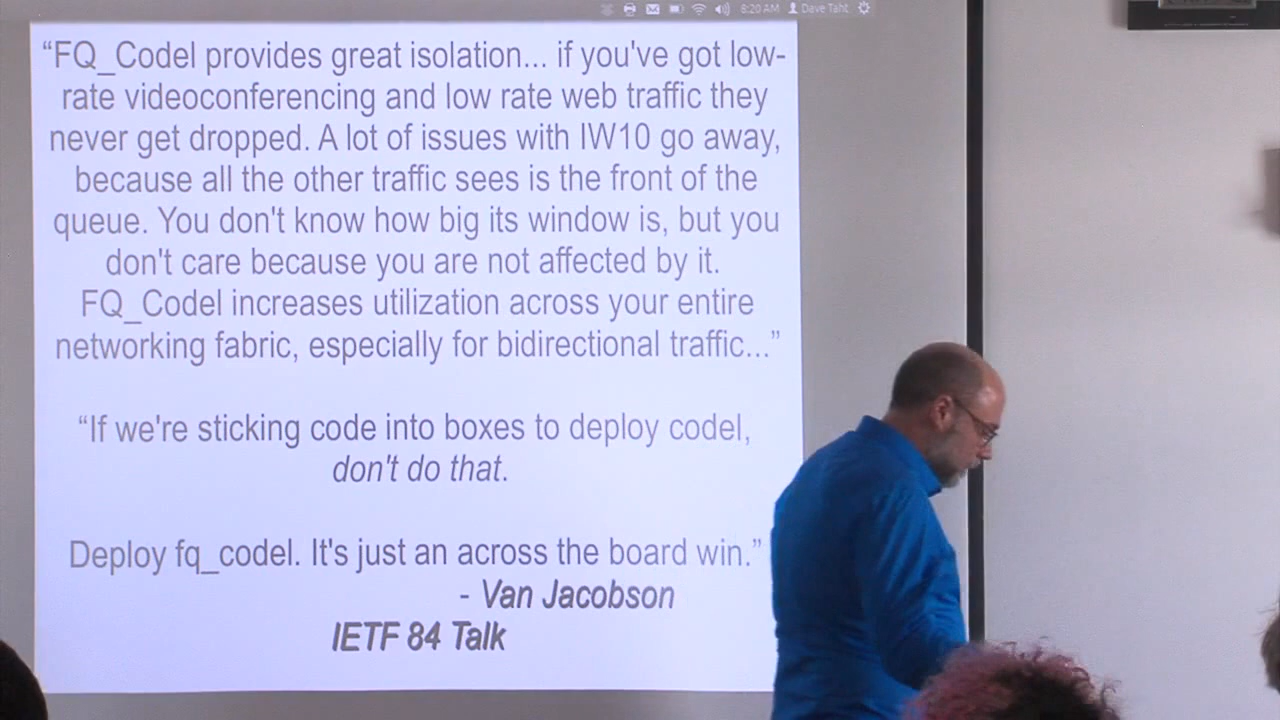 6:20 AM Dave Taht
“FQ_Codel provides great isolation... if you've got low-
rate videoconferencing and low rate web traffic they
never get dropped. A lot of issues with IW10 go away,
because all the other traffic sees is the front of the
queue. You don't know how big its window is, but you
don't care because you are not affected by it.
FQ_Codel increases utilization across your entire
networking fabric, especially for bidirectional traffic...”
“If we're sticking code into boxes to deploy codel,
don't do that.
Deploy fq_codel. It's just an across the board win.”
- Van Jacobson
IETF 84 Talk